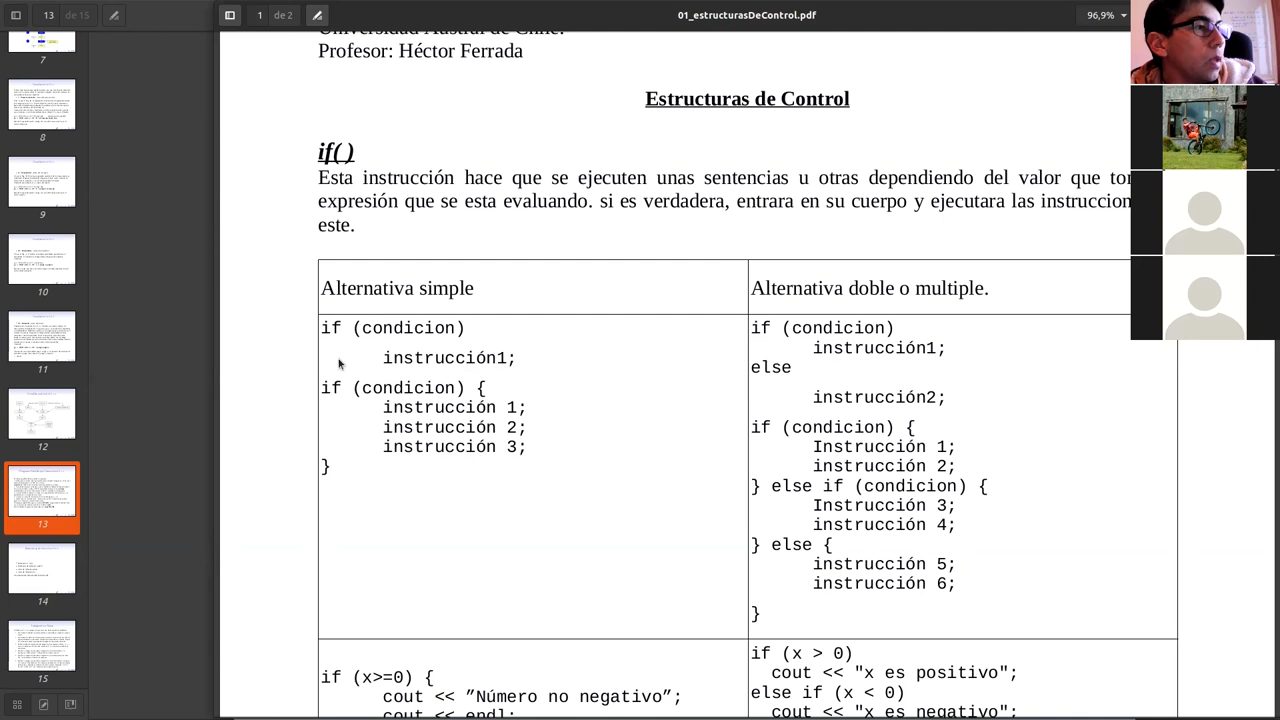 13 de 15
1 de 2
01_estructurasDeControl.pdf
96,9%
Profesor: Héctor Ferrada
Estructuras de Control
if( )
Esta instrucción hace que se ejecuten unas sentencias u otras dependiendo del valor que
expresión que se esta evaluando. si es verdadera, entrara en su cuerpo y ejecutara las
este.
Alternativa simple
if (condicion)
instrucción1;
if (condicion) {
instrucción 1;
instrucción 2;
instrucción 3;
}
Alternativa doble o multiple.
if (condicion)
instrucción1;
else
instrucción2;
if (condicion) {
Instrucción 1;
instrucción 2;
} else if (condicion) {
Instrucción 3;
instrucción 4;
} else {
instrucción 5;
instrucción 6;
}
if (x>=0) {
cout << ”Número no negativo”;
cout << endl;
if (x > 0)
cout << "x es positivo";
else if (x < 0)
cout << "x es negativo";
7
8
9
10
11
12
13
14
15